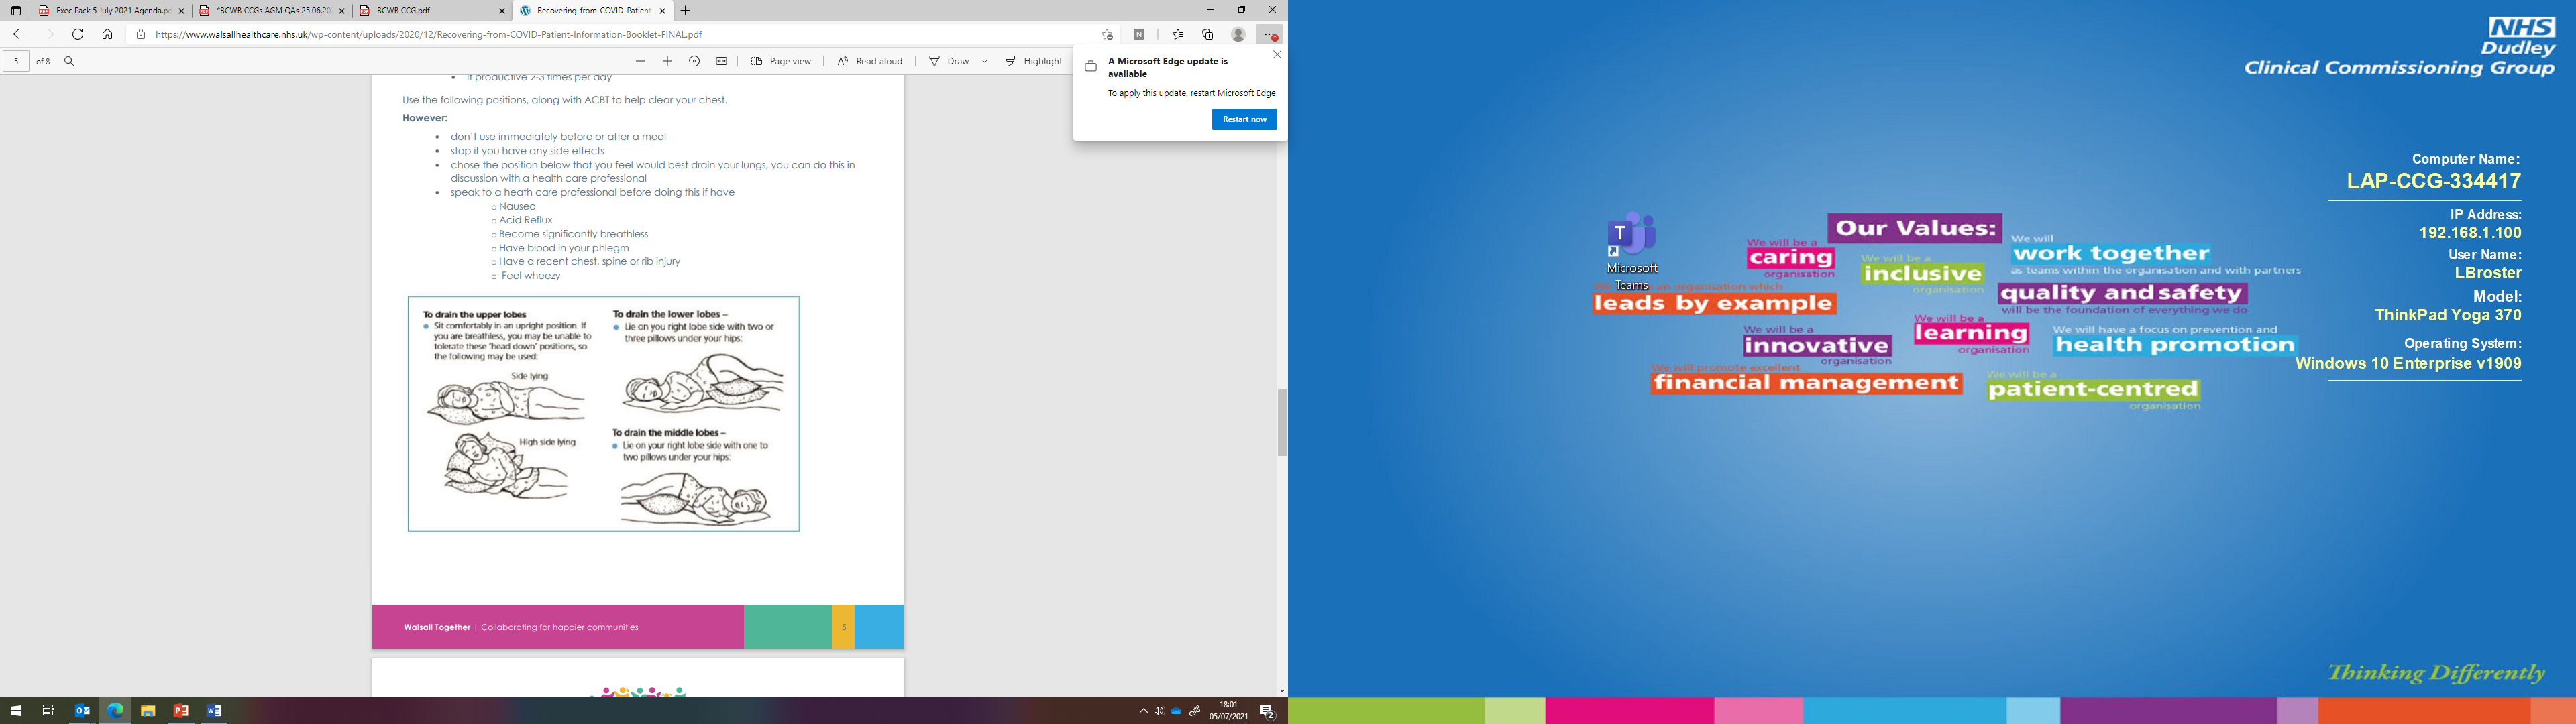 Exec Pack 5 July 2021 Agenda.pd
*BCWB CCGs AGM QAs 25.06.20
BCWB CCG.pdf
Recovering-from-COVID-Patient-
https://www.walsallhealthcare.nhs.uk/wp-content/uploads/2020/12/Recovering-from-COVID-Patient-Information-Booklet-FINAL.pdf
5 of 8
Page view
Read aloud
Draw
Highlight
A Microsoft Edge update is
available
To apply this update, restart Microsoft Edge
Restart now
If productive 2-3 times per day
Use the following positions, along with ACBT to help clear your chest.
However:
• don't use immediately before or after a meal
• stop if you have any side effects
• chose the position below that you feel would best drain your lungs, you can do this in
discussion with a health care professional
• speak to a heath care professional before doing this if have
o Nausea
o Acid Reflux
o Become significantly breathless
o Have blood in your phlegm
o Have a recent chest, spine or rib injury
o Feel wheezy
To drain the upper lobes
Sit comfortably in an upright position. If
you are breathless, you may be unable to
tolerate these 'head down' positions, so
the following may be used:
Side lying
High side lying
To drain the lower lobes –
Lie on you right lobe side with two or
three pillows under your hips:
To drain the middle lobes –
Lie on your right lobe side with one to
two pillows under your hips:
Walsall Together | Collaborating for happier communities
5
18:01
05/07/2021
2
NHS
Dudley
Clinical Commissioning Group
Computer Name:
LAP-CCG-334417
IP Address:
192.168.1.100
User Name:
LBroster
Model:
ThinkPad Yoga 370
Operating System:
Windows 10 Enterprise v1909
Microsoft
Teams
Our Values:
We will be a
caring
organisation
We will be a
inclusive
organisation
We will
work together
as teams within the organisation and with partners
an organisation which
leads by example
quality and safety
will be the foundation of everything we do
We will be a
innovative
organisation
We will be a
learning
organisation
We will have a focus on prevention and
health promotion
We will promote excellent
financial management
We will be a
patient-centred
organisation
Thinking Differently